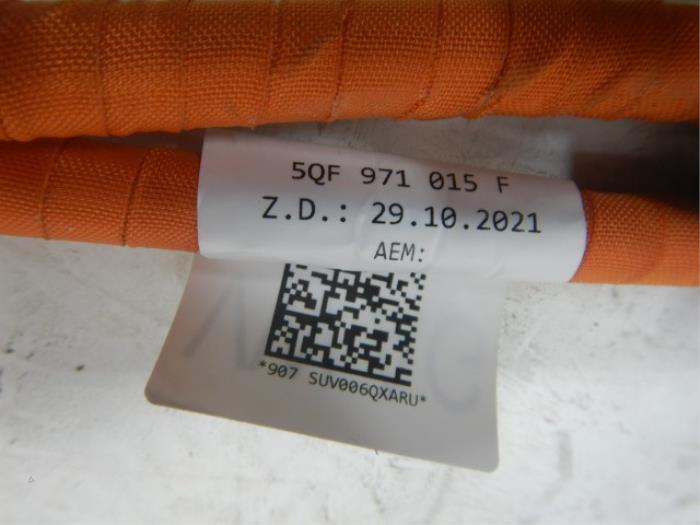 5QF 971 015 F
Z.D.: 29.10.2021
AEM:
*907 SUV006QXARU*